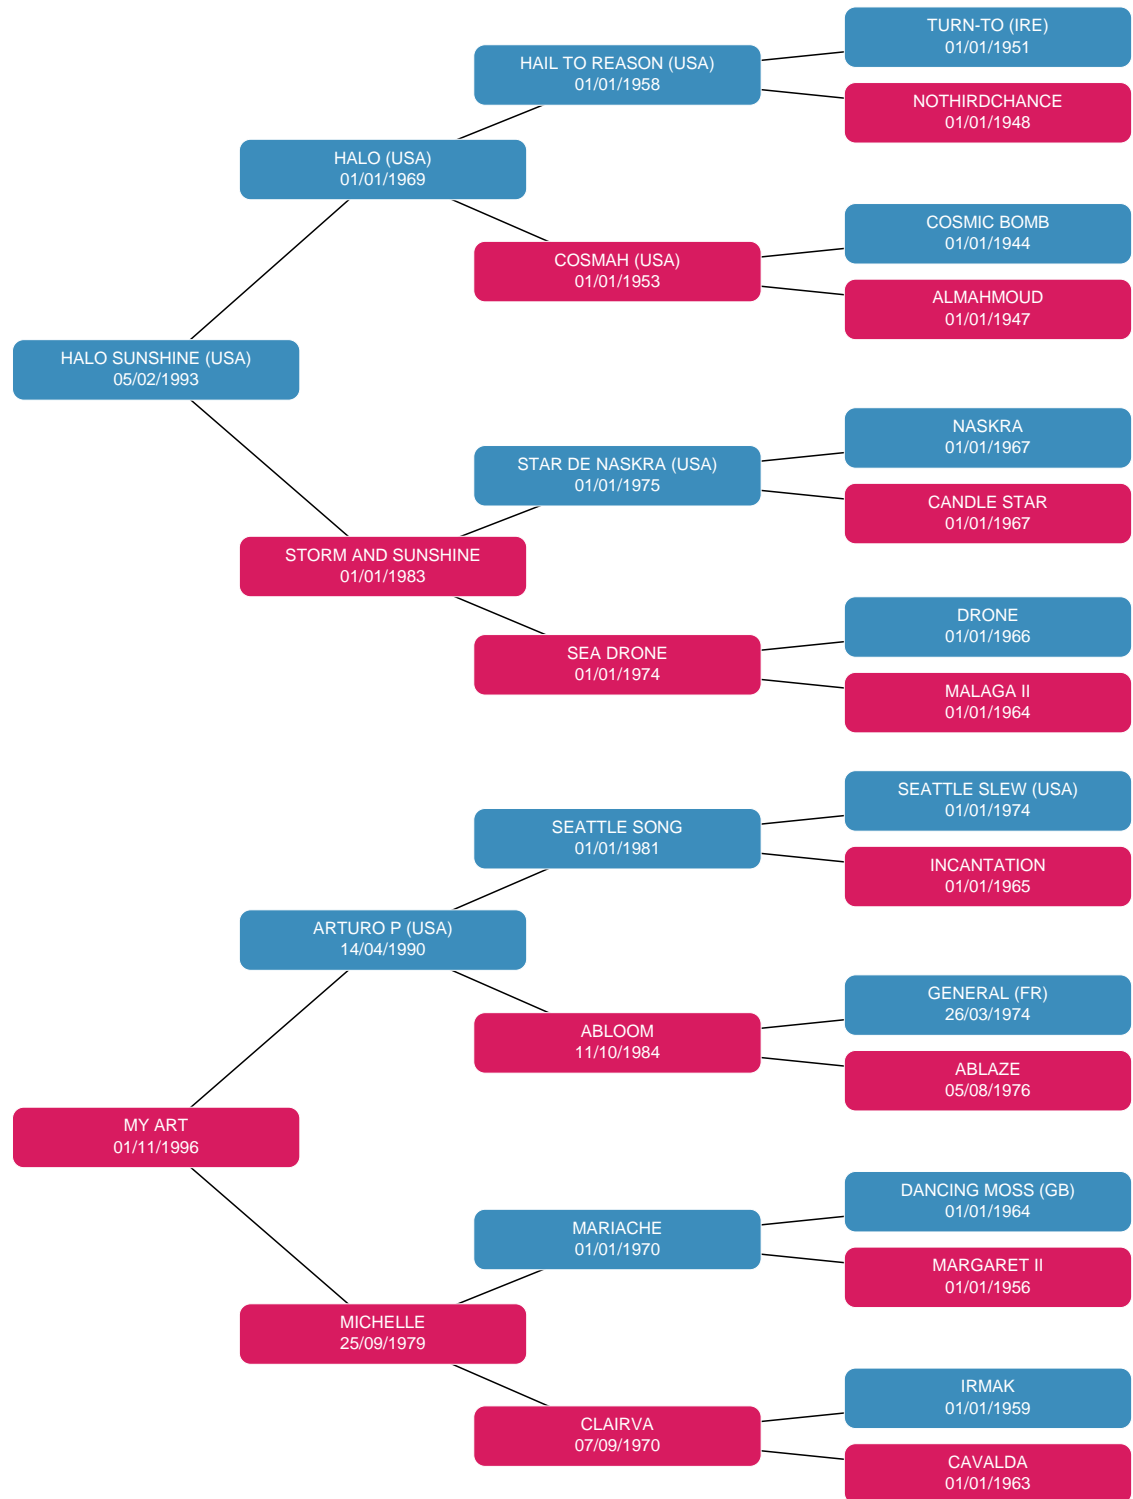 TURN-TO (IRE)
01/01/1951
HAIL TO REASON (USA)
01/01/1958
NOTHIRDCHANCE
01/01/1948
HALO (USA)
01/01/1969
COSMIC BOMB
01/01/1944
COSMAH (USA)
01/01/1953
ALMAHMOUD
01/01/1947
HALO SUNSHINE (USA)
05/02/1993
NASKRA
01/01/1967
STAR DE NASKRA (USA)
01/01/1975
CANDLE STAR
01/01/1967
STORM AND SUNSHINE
01/01/1983
DRONE
01/01/1966
SEA DRONE
01/01/1974
MALAGA II
01/01/1964
SEATTLE SLEW (USA)
01/01/1974
SEATTLE SONG
01/01/1981
INCANTATION
01/01/1965
ARTURO P (USA)
14/04/1990
GENERAL (FR)
26/03/1974
ABLOOM
11/10/1984
ABLAZE
05/08/1976
MY ART
01/11/1996
DANCING MOSS (GB)
01/01/1964
MARIACHE
01/01/1970
MARGARET II
01/01/1956
MICHELLE
25/09/1979
IRMAK
01/01/1959
CLAIRVA
07/09/1970
CAVALDA
01/01/1963